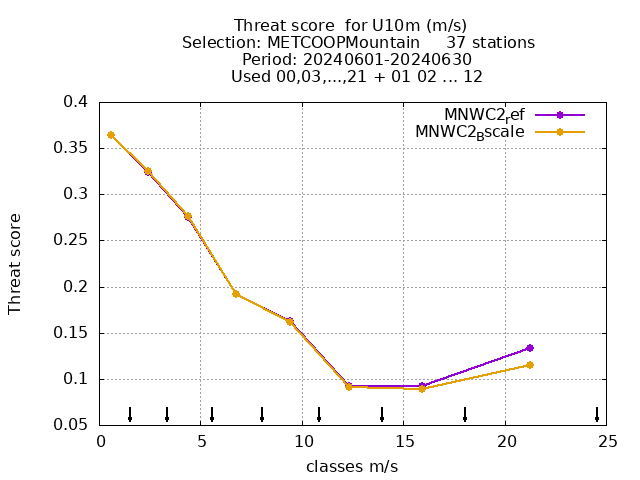 Threat score  for U10m (m/s)
Selection: METCOOPMountain     37 stations
Period: 20240601-20240630
Used 00,03,...,21 + 01 02 ... 12
MNWC2_ref
MNWC2_Bscale
0.4
0.35
0.3
0.25
0.2
0.15
0.1
0.05
Threat score
0 5 10 15 20 25
classes m/s